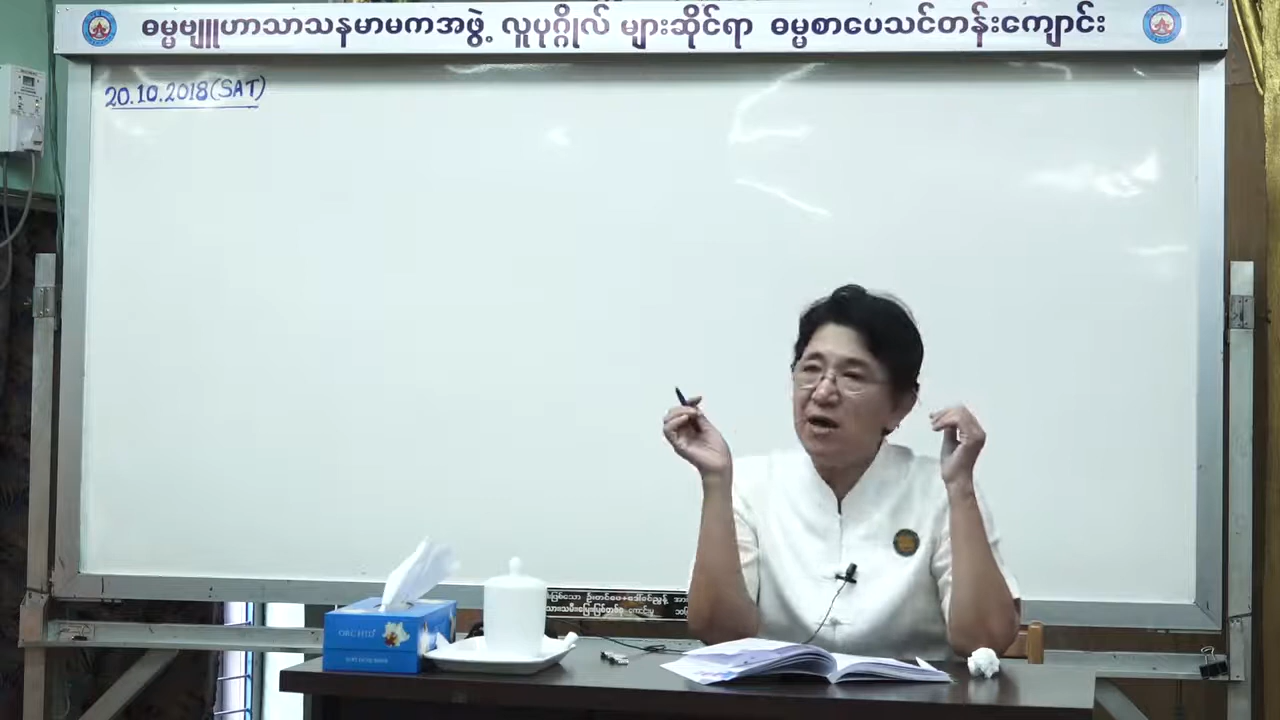 ဓမ္မဗျူဟာသာသနမာမကအဖွဲ့ လူပုဂ္ဂိုလ် များဆိုင်ရာ ဓမ္မစာပေသင်တန်းကျောင်း
20.10.2018(SAT)